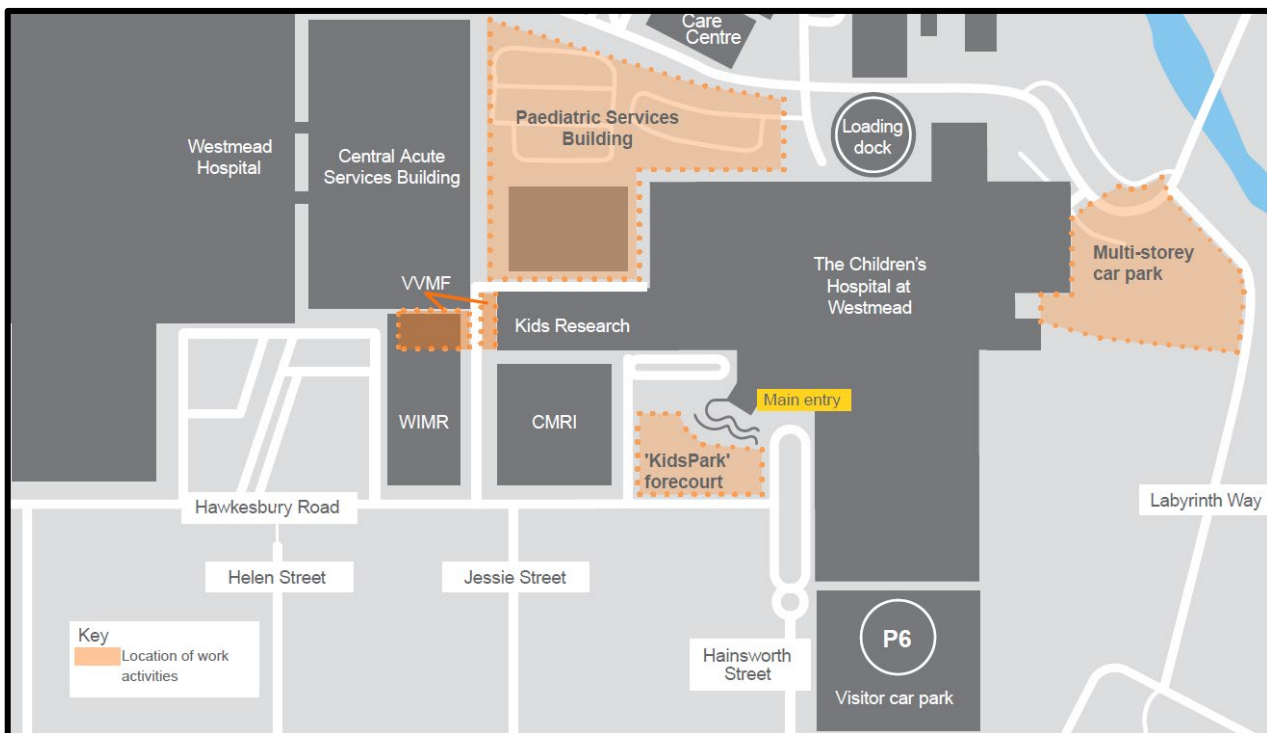 Care
Centre
Paediatric Services
Building
Loading
dock
Westmead
Hospital
Central Acute
Services Building
Multi-storey
car park
The Children's
Hospital at
Westmead
VVMF
Kids Research
Main entry
WIMR
CMRI
'KidsPark'
forecourt
Hawkesbury Road
Labyrinth Way
Helen Street
Jessie Street
Key
Location of work
activities
Hainsworth
Street
P6
Visitor car park